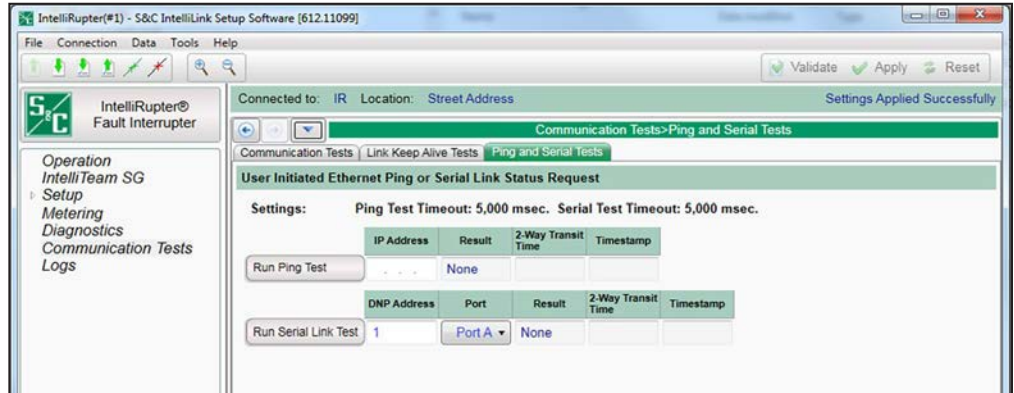 IntelliRupter(#1) - S&C IntelliLink Setup Software [612.11099]
File Connection Data Tools Help
Validate Apply Reset
S&C
IntelliRupter®
Fault Interrupter
Connected to: IR Location: Street Address Settings Applied Successfully
Communication Tests>Ping and Serial Tests
Communication Tests Link Keep Alive Tests Ping and Serial Tests
User Initiated Ethernet Ping or Serial Link Status Request
Operation
IntelliTeam SG
Setup
Metering
Diagnostics
Communication Tests
Logs
Settings: Ping Test Timeout: 5,000 msec. Serial Test Timeout: 5,000 msec.
IP Address Result 2-Way Transit Time Timestamp
Run Ping Test . . . None
DNP Address Port Result 2-Way Transit Time Timestamp
Run Serial Link Test 1 Port A None